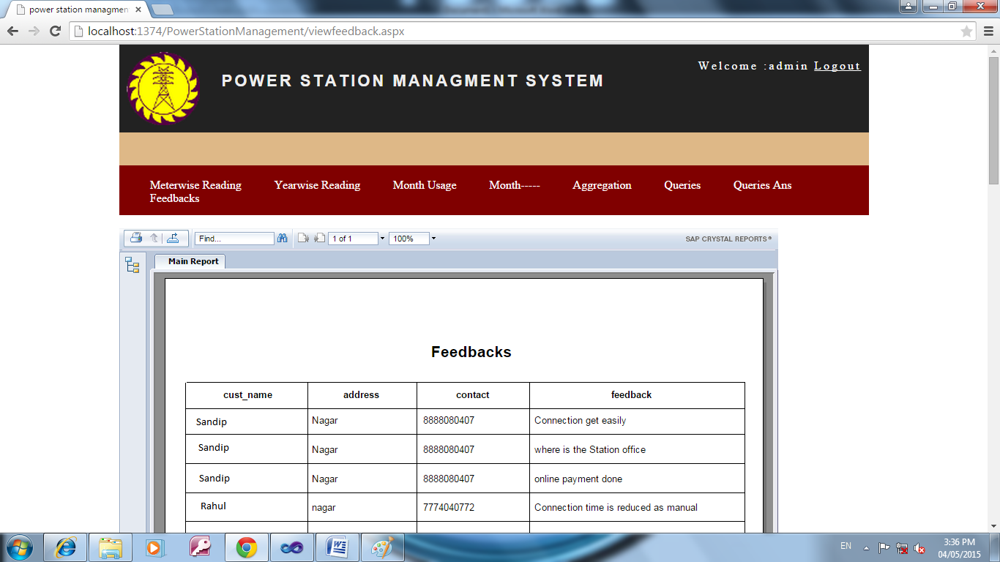 power station managmen
localhost:1374/PowerStationManagement/viewfeedback.aspx
POWER STATION MANAGMENT SYSTEM
Welcome :admin Logout
Meterwise Reading Yearwise Reading Month Usage Month----- Aggregation Queries Queries Ans
Feedbacks
Find... 1 of 1 100% SAP CRYSTAL REPORTS®
Main Report
Feedbacks
cust_name address contact feedback
Sandip Nagar 8888080407 Connection get easily
Sandip Nagar 8888080407 where is the Station office
Sandip Nagar 8888080407 online payment done
Rahul nagar 7774040772 Connection time is reduced as manual
EN 3:36 PM
04/05/2015